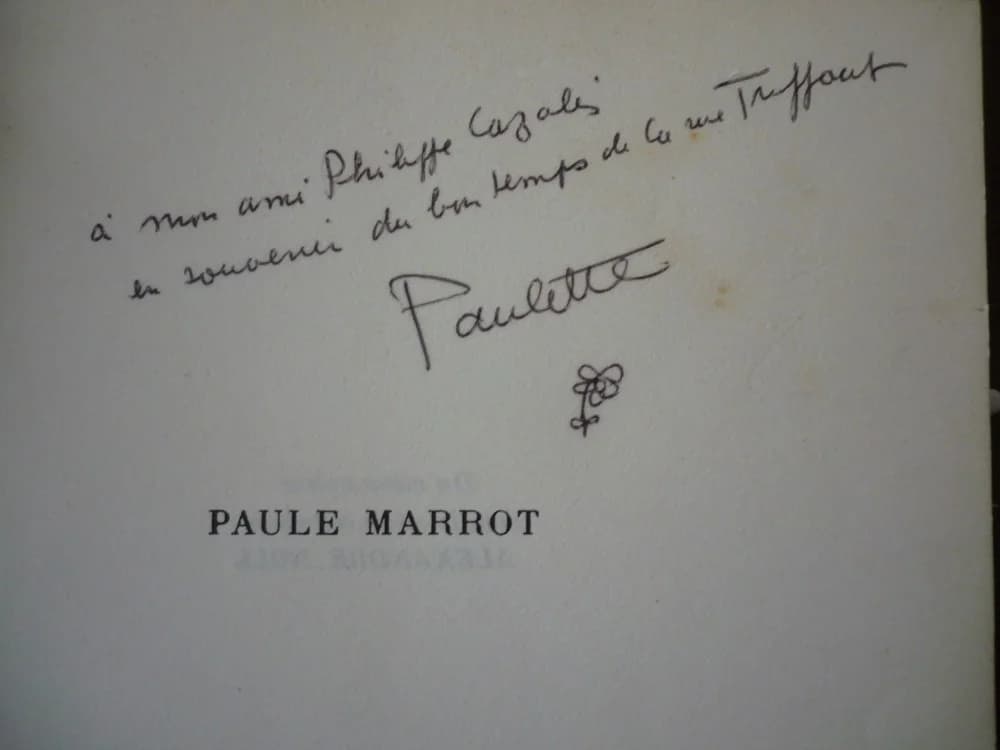 à mon ami Philippe Cazalis
en souvenir du bon temps de la rue Truffaut
Paulette
PAULE MARROT